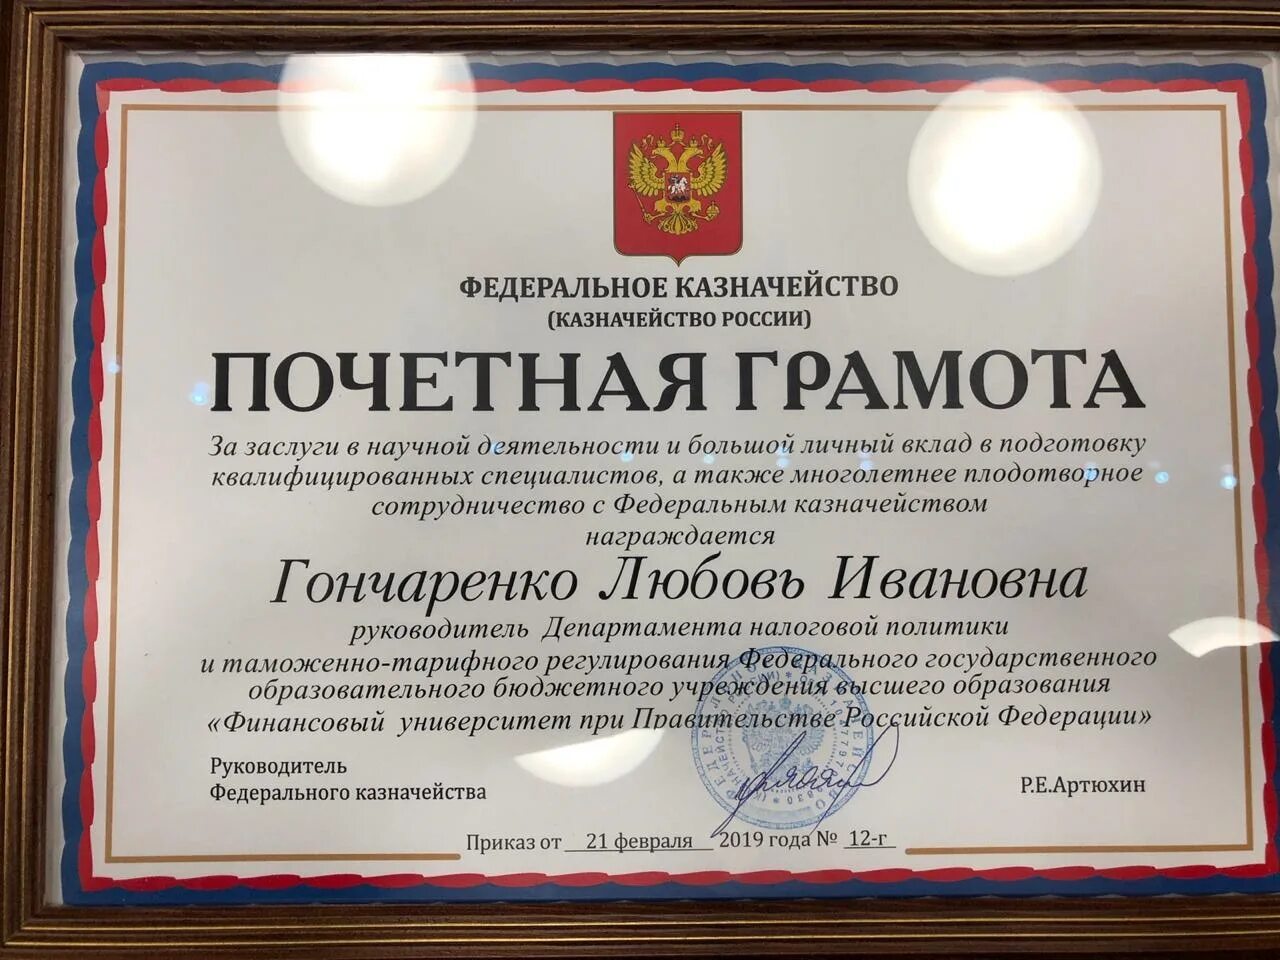 ФЕДЕРАЛЬНОЕ КАЗНАЧЕЙСТВО
(КАЗНАЧЕЙСТВО РОССИИ)
ПОЧЕТНАЯ ГРАМОТА
За заслуги в научной деятельности и большой личный вклад в подготовку
квалифицированных специалистов, а также многолетнее плодотворное
сотрудничество с Федеральным казначейством
награждается
Гончаренко Любовь Ивановна
руководитель Департамента налоговой политики
и таможенно-тарифного регулирования Федерального государственного
образовательного бюджетного учреждения высшего образования
«Финансовый университет при Правительстве Российской Федерации»
Руководитель
Федерального казначейства
Р.Е.Артюхин
Приказ от 21 февраля 2019 года № 12-г